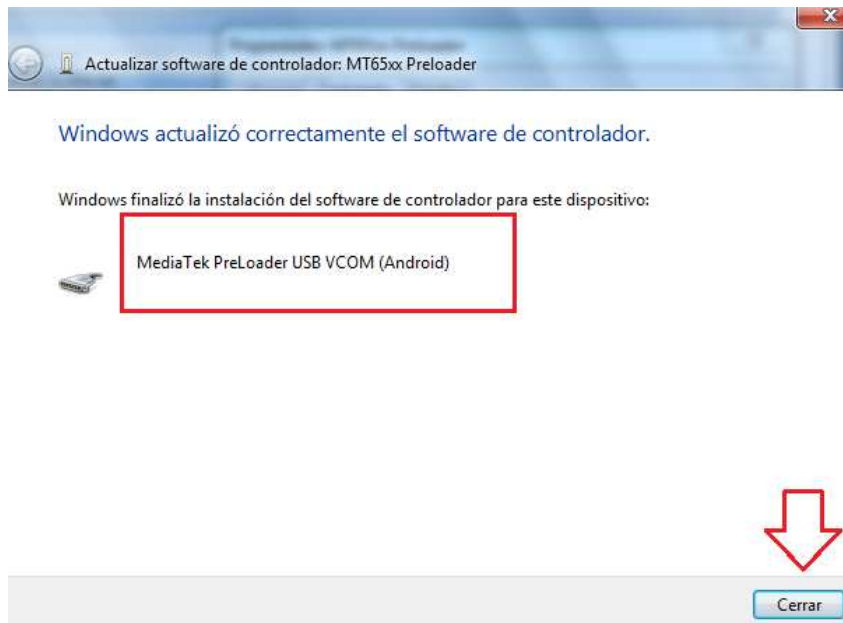 Actualizar software de controlador: MT65xx Preloader
Windows actualizó correctamente el software de controlador.
Windows finalizó la instalación del software de controlador para este dispositivo:
MediaTek PreLoader USB VCOM (Android)
Cerrar